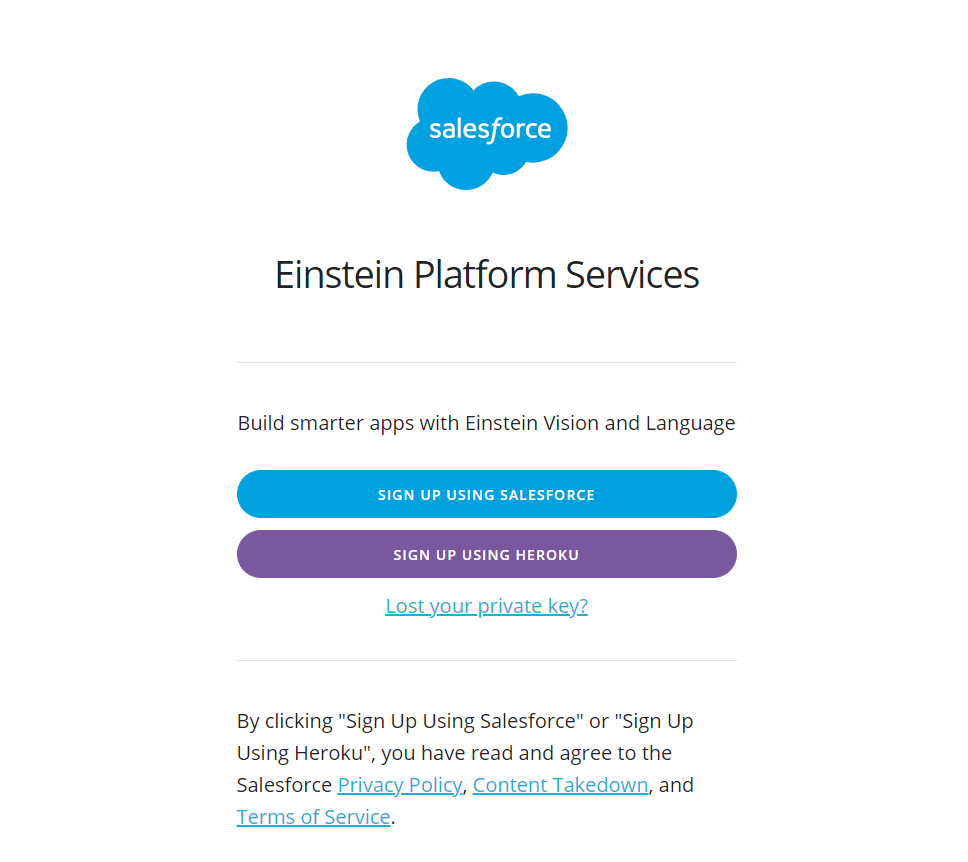 salesforce
Einstein Platform Services
Build smarter apps with Einstein Vision and Language
SIGN UP USING SALESFORCE
SIGN UP USING HEROKU
Lost your private key?
By clicking "Sign Up Using Salesforce" or "Sign Up
Using Heroku", you have read and agree to the
Salesforce Privacy Policy, Content Takedown, and
Terms of Service.